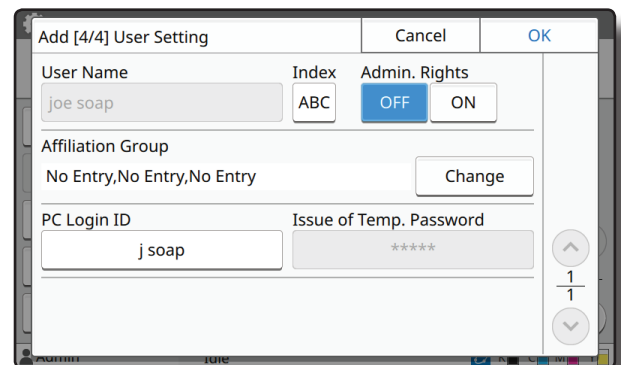 Add [4/4] User Setting Cancel OK
User Name Index Admin. Rights
joe soap ABC OFF ON
Affiliation Group
No Entry,No Entry,No Entry Change
PC Login ID Issue of Temp. Password
j soap *****
1
1
Admin Idle K C M Y